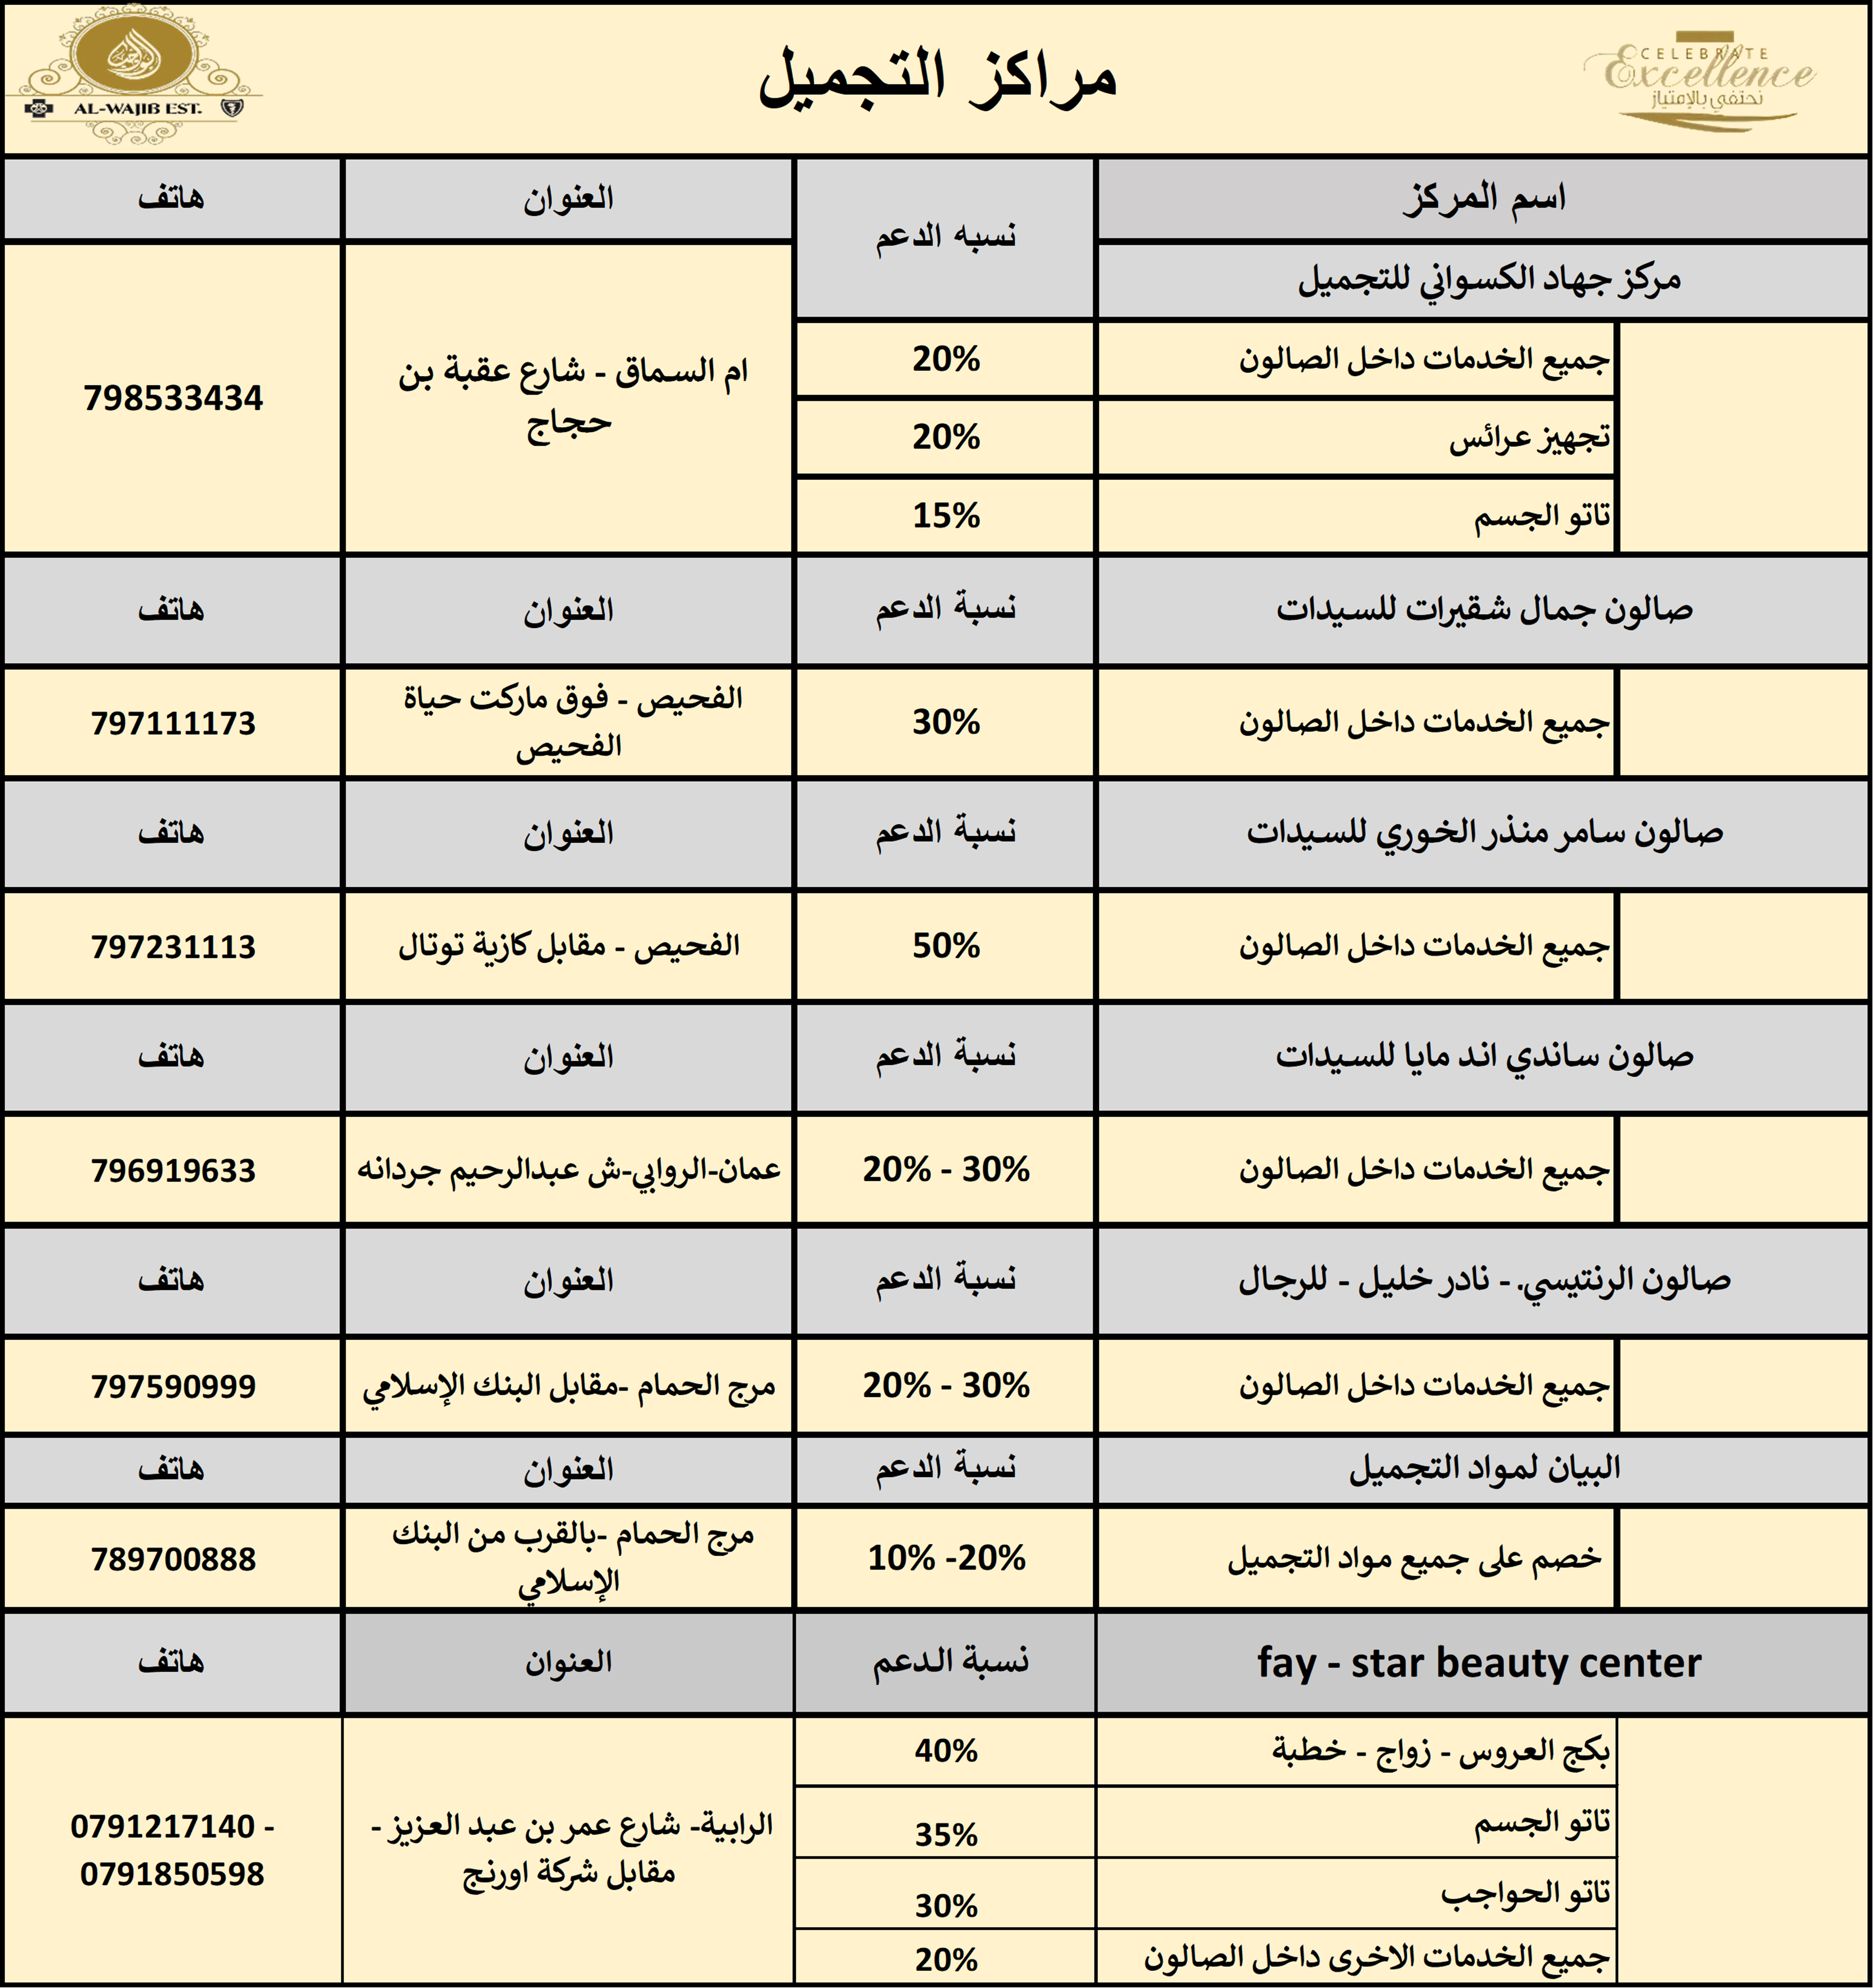 CELEBRATE
Excellence
نحتفي بالإمتياز
مراكز التجميل
AL-WAJIB EST.
اسم المركز
نسبه الدعم
العنوان
هاتف
مركز جهاد الكسواني للتجميل
جميع الخدمات داخل الصالون
20%
تجهيز عرائس
20%
تاتو الجسم
15%
ام السماق - شارع عقبة بن
حجاج
798533434
صالون جمال شقيرات للسيدات
نسبة الدعم
العنوان
هاتف
جميع الخدمات داخل الصالون
30%
الفحيص - فوق ماركت حياة
الفحيص
797111173
صالون سامر منذر الخوري للسيدات
نسبة الدعم
العنوان
هاتف
جميع الخدمات داخل الصالون
50%
الفحيص - مقابل كازية توتال
797231113
صالون ساندي اند مايا للسيدات
نسبة الدعم
العنوان
هاتف
جميع الخدمات داخل الصالون
20% - 30%
عمان-الروابي-ش عبدالرحيم جردانه
796919633
صالون الرنتيسي. - نادر خليل - للرجال
نسبة الدعم
العنوان
هاتف
جميع الخدمات داخل الصالون
20% - 30%
مرج الحمام -مقابل البنك الإسلامي
797590999
البيان لمواد التجميل
نسبة الدعم
العنوان
هاتف
خصم على جميع مواد التجميل
10% -20%
مرج الحمام -بالقرب من البنك
الإسلامي
789700888
fay - star beauty center
نسبة الدعم
العنوان
هاتف
بكج العروس - زواج - خطبة
40%
تاتو الجسم
35%
تاتو الحواجب
30%
جميع الخدمات الاخرى داخل الصالون
20%
الرابية- شارع عمر بن عبد العزيز -
مقابل شركة اورنج
0791217140 -
0791850598